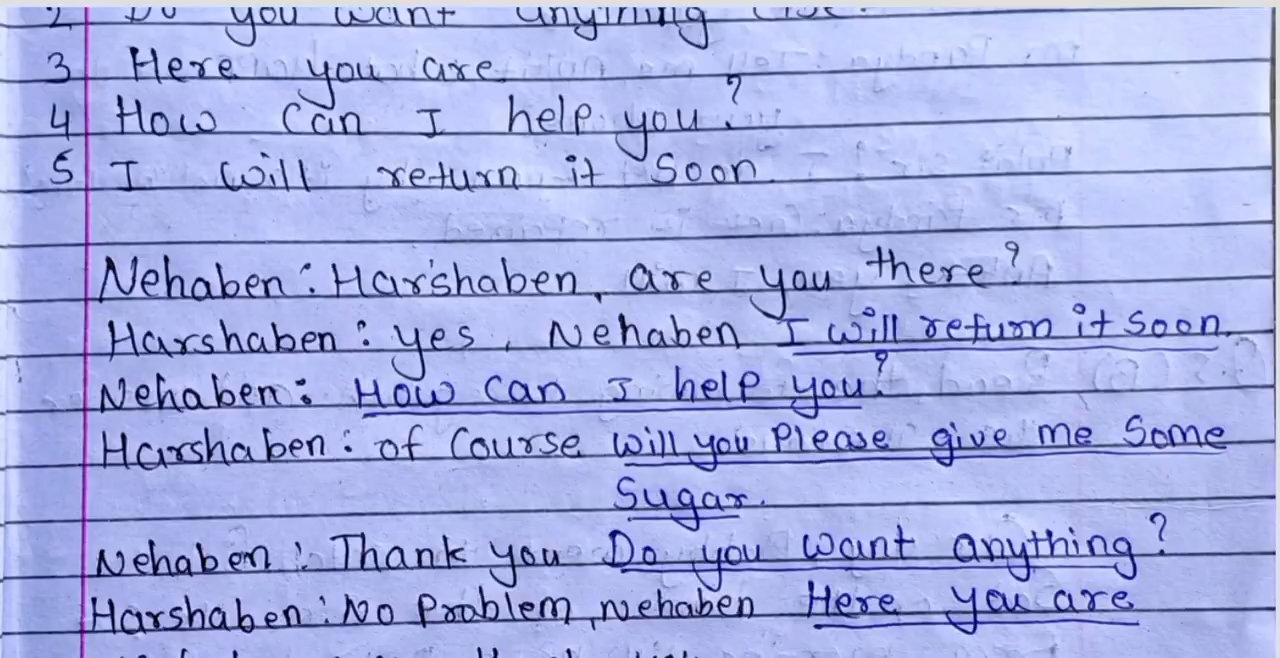 2 Do you want anything else
3 Here you are
4 How Can I help you?
5 I will return it Soon.
Nehaben : Harshaben, are you there?
Harshaben : yes, Nehaben I will return it Soon.
Nehaben : How Can I help you?
Harshaben : of Course will you Please give me Some
Sugar.
Nehaben : Thank you Do you want anything?
Harshaben : No Problem, Nehaben Here you are